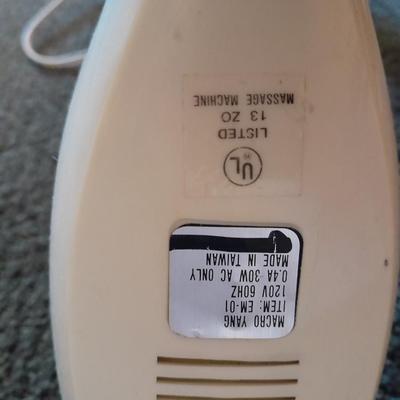 MACRO YANG
ITEM: EM-01
120V 60HZ
0.4A 30W AC ONLY
MADE IN TAIWAN
UL®
LISTED
13 ZO
MASSAGE MACHINE